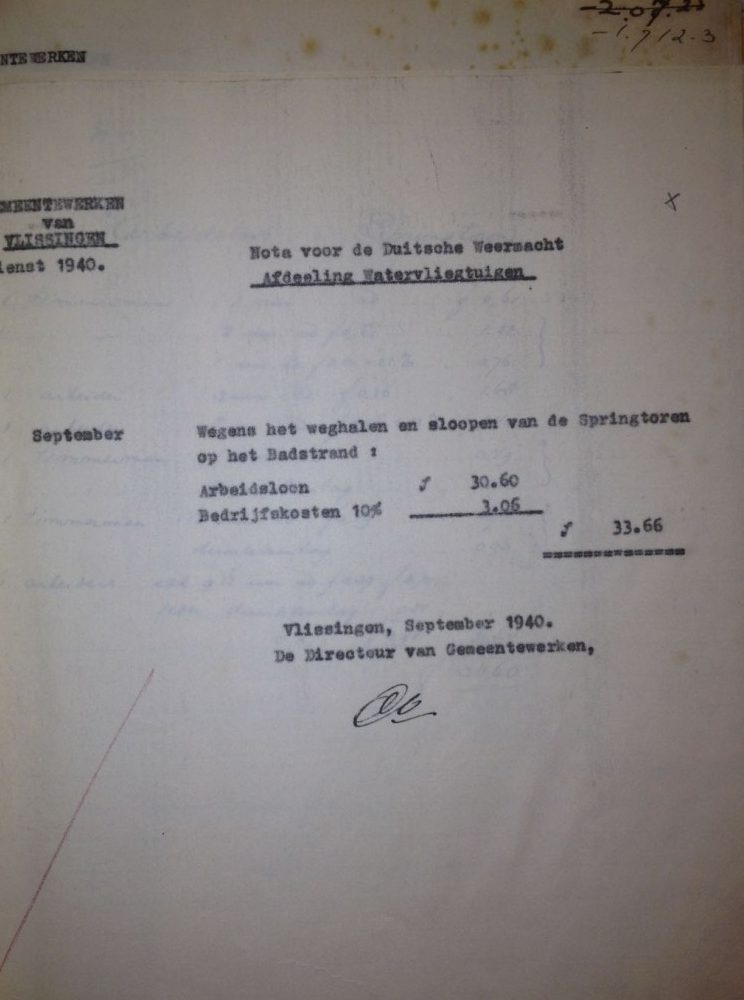 -2.07.23
-1.712.3
NTEWERKEN
MEENTEWERKEN
van
VLISSINGEN
ienst 1940.
x
Nota voor de Duitsche Weermacht
Afdeeling Watervliegtuigen
September
Wegens het weghalen en sloopen van de Springtoren
op het Badstrand :
Arbeidsloon f 30.60
Bedrijfskosten 10% 3.06
f 33.66
Vlissingen, September 1940.
De Directeur van Gemeentewerken,